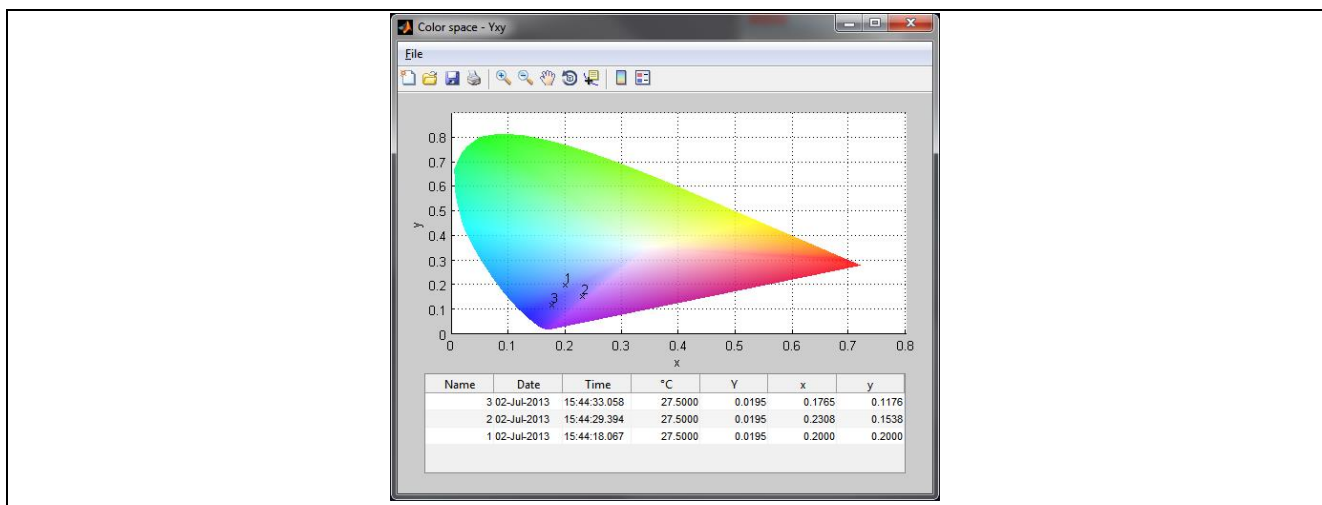 Color space - Yxy
File
0.8
0.7
0.6
0.5
0.4
0.3
0.2
0.1
0
y
1
2
3
0 0.1 0.2 0.3 0.4 0.5 0.6 0.7 0.8
x
Name Date Time °C Y x y
3 02-Jul-2013 15:44:33.058 27.5000 0.0195 0.1765 0.1176
2 02-Jul-2013 15:44:29.394 27.5000 0.0195 0.2308 0.1538
1 02-Jul-2013 15:44:18.067 27.5000 0.0195 0.2000 0.2000